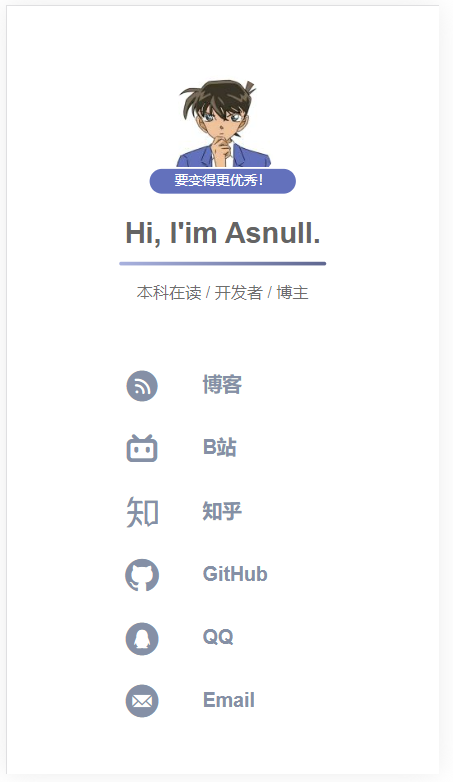 要变得更优秀！
Hi, I'im Asnull.
本科在读 / 开发者 / 博主
博客
B站
知 知乎
GitHub
QQ
Email